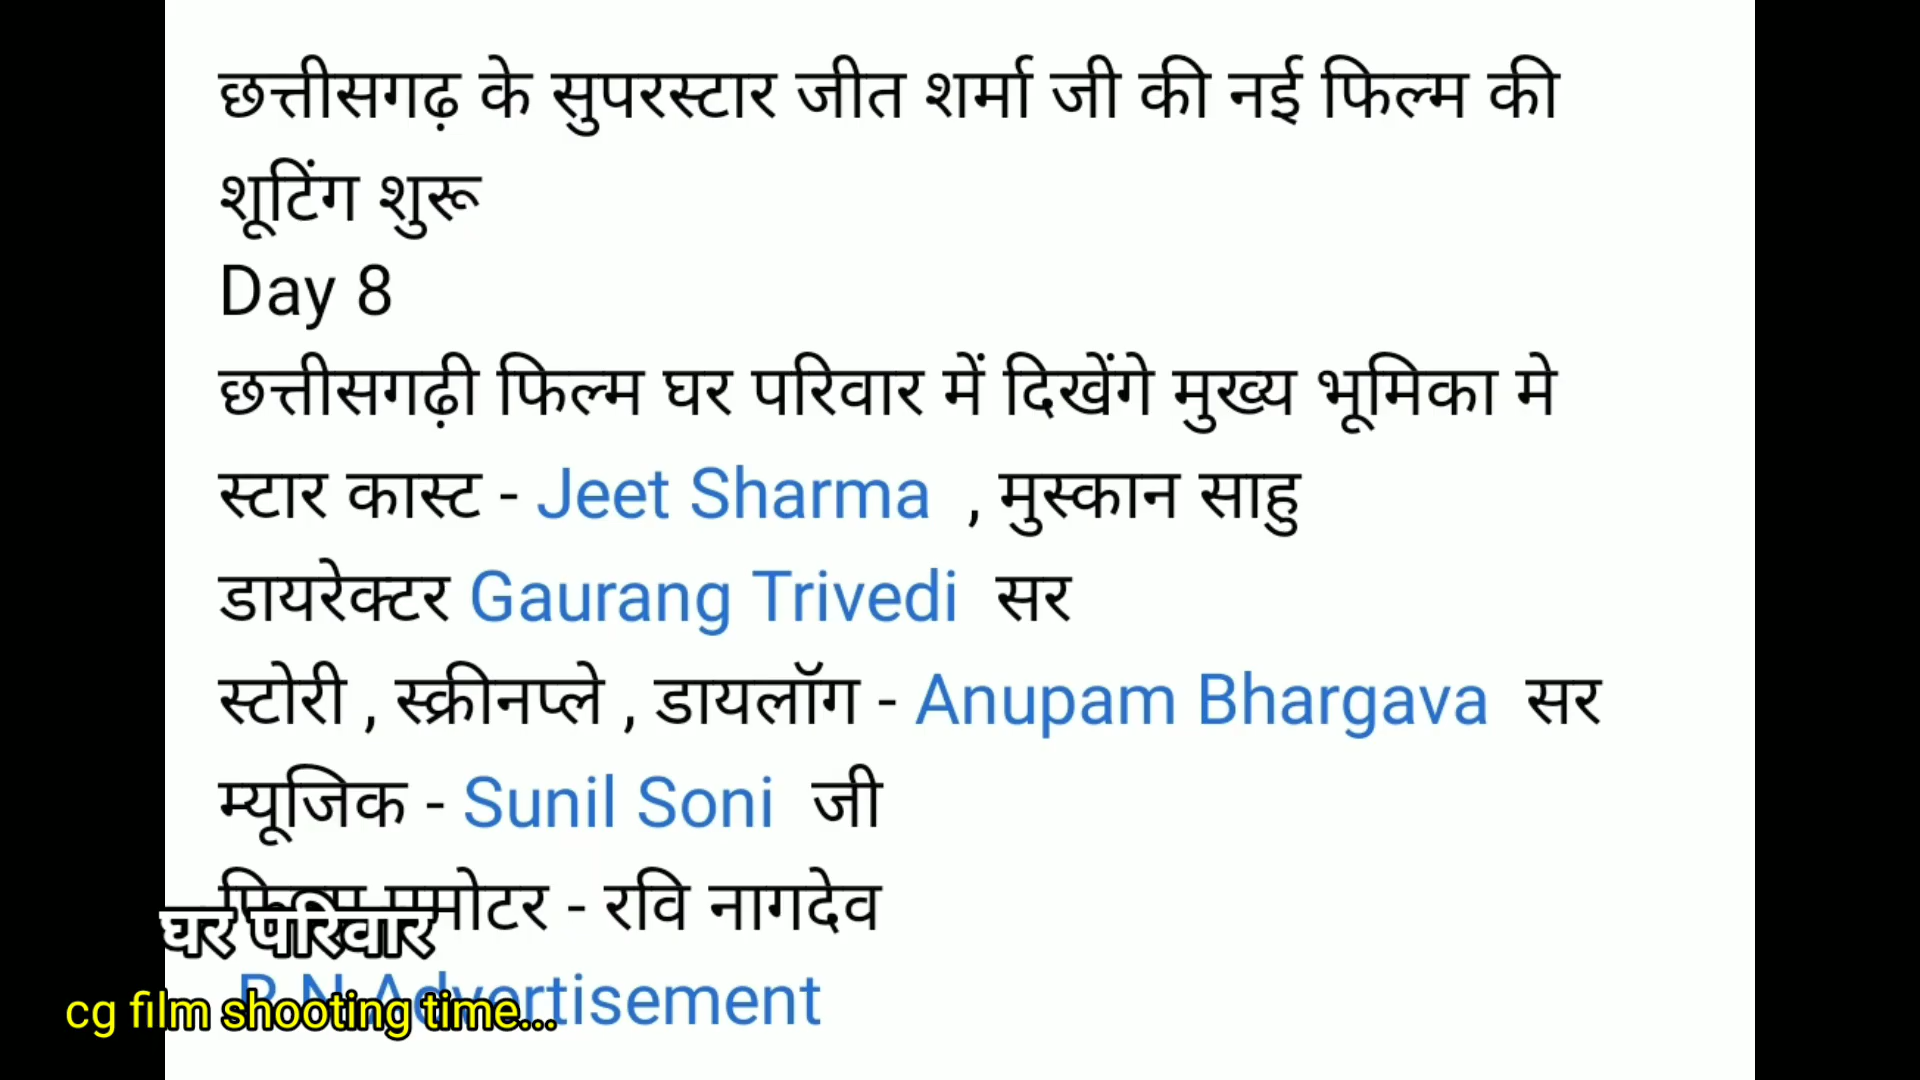 छत्तीसगढ़ के सुपरस्टार जीत शर्मा जी की नई फिल्म की
शूटिंग शुरू
Day 8
छत्तीसगढ़ी फिल्म घर परिवार में दिखेंगे मुख्य भूमिका मे
स्टार कास्ट - Jeet Sharma , मुस्कान साहु
डायरेक्टर Gaurang Trivedi सर
स्टोरी , स्क्रीनप्ले , डायलॉग - Anupam Bhargava सर
म्यूजिक - Sunil Soni जी
- रवि नागदेव
घर परिवार
R N Advertisement
cg film shooting time...